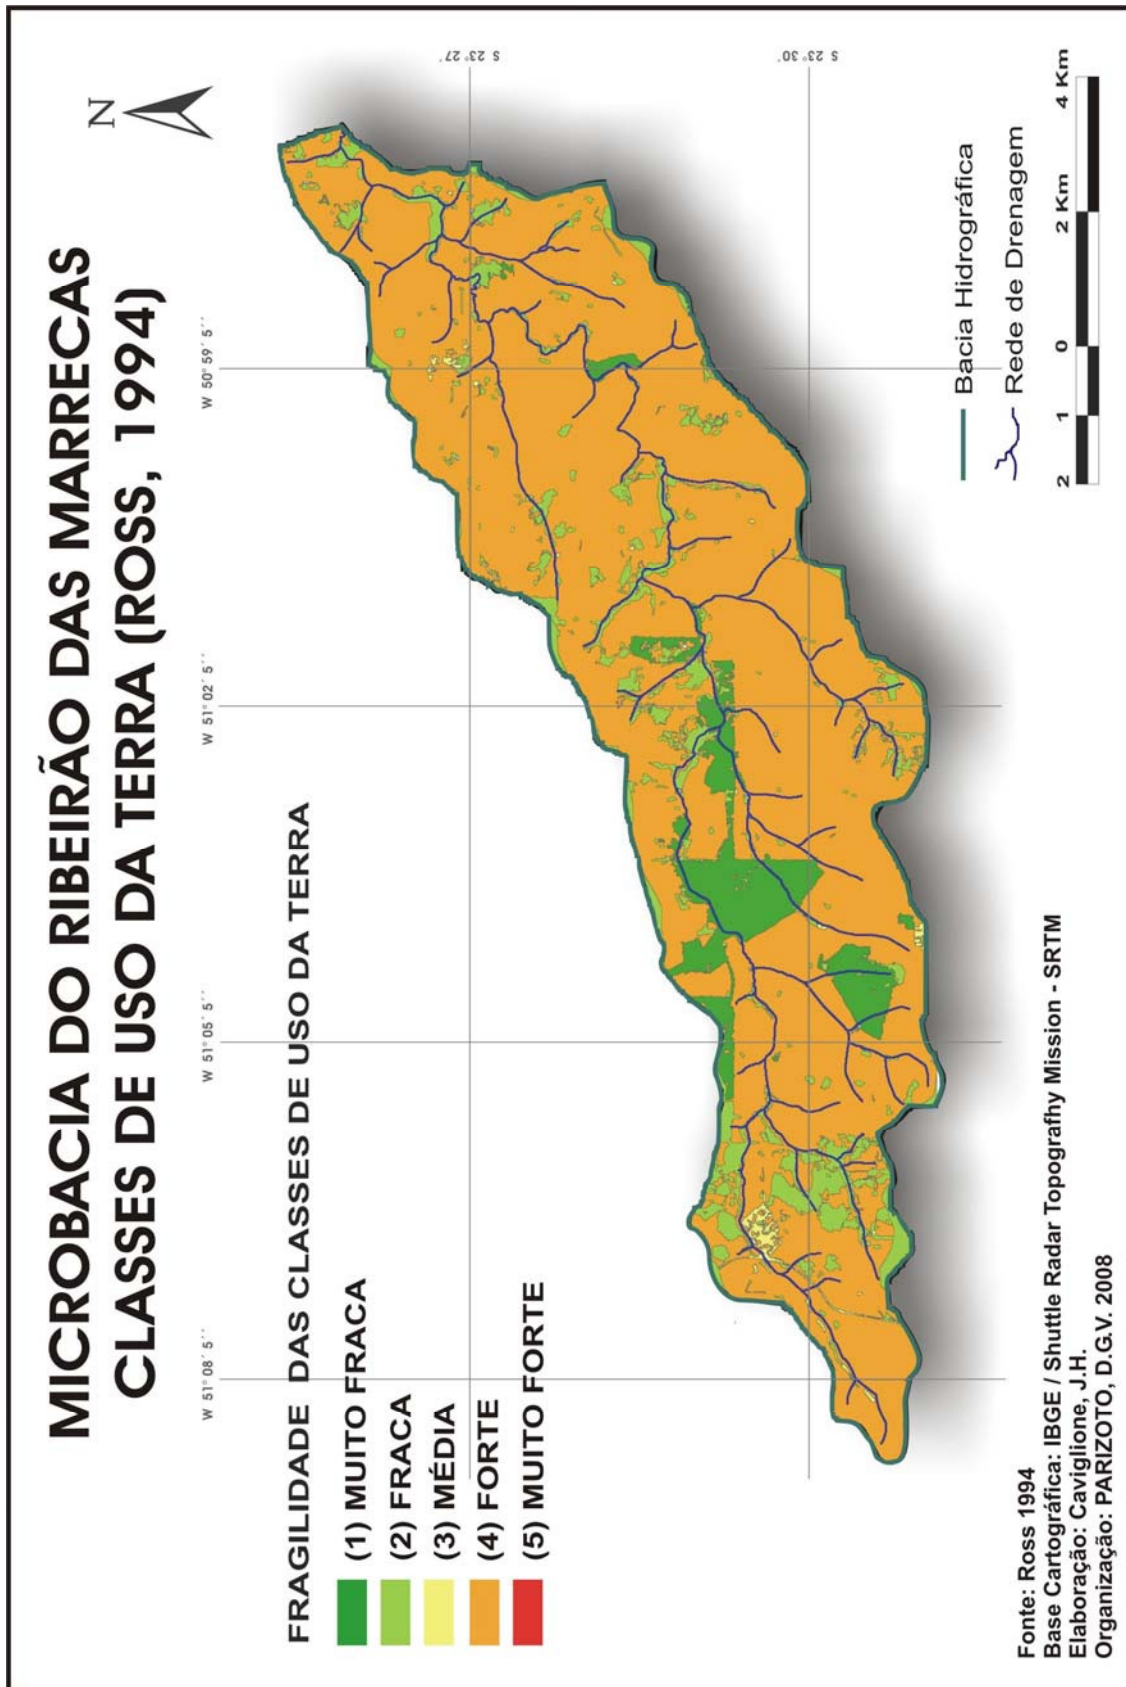 MICROBACIA DO RIBEIRÃO DAS MARRECAS
CLASSES DE USO DA TERRA (ROSS, 1994)
N
W 51° 08´ 5´´
W 51° 05´ 5´´
W 51° 02´ 5´´
W 50° 59´ 5´´
S 23° 27´
S 23° 30´
FRAGILIDADE DAS CLASSES DE USO DA TERRA
(1) MUITO FRACA
(2) FRACA
(3) MÉDIA
(4) FORTE
(5) MUITO FORTE
Bacia Hidrográfica
Rede de Drenagem
2 1 0 2 Km 4 Km
Fonte: Ross 1994
Base Cartográfica: IBGE / Shuttle Radar Topografhy Mission - SRTM
Elaboração: Caviglione, J.H.
Organização: PARIZOTO, D.G.V. 2008